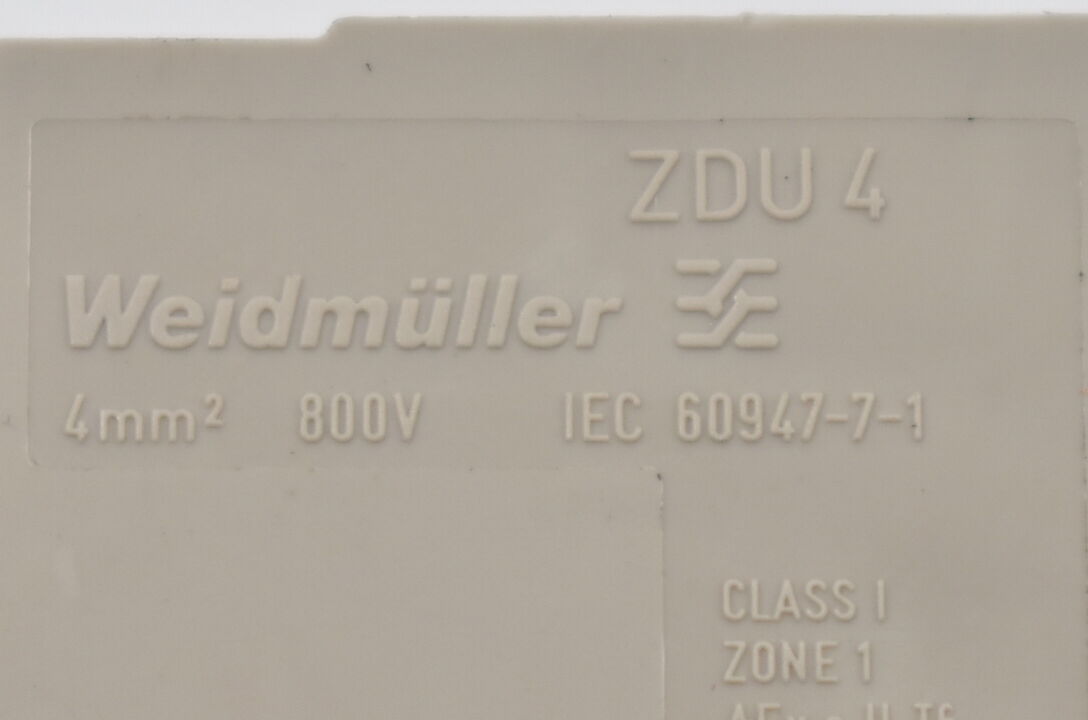 ZDU 4
Weidmüller
4mm² 800V IEC 60947-7-1
CLASS I
ZONE 1